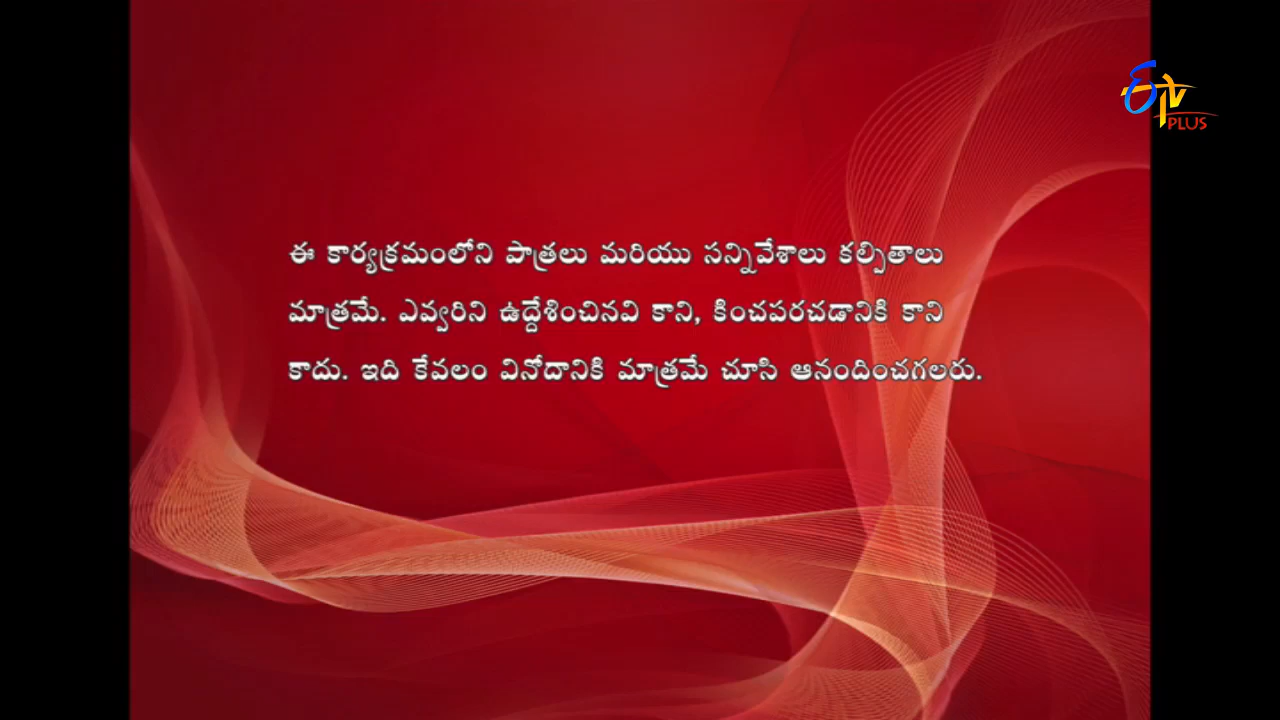 ETV
PLUS
ఈ కార్యక్రమంలోని పాత్రలు మరియు సన్నివేశాలు కల్పితాలు
మాత్రమే. ఎవ్వరిని ఉద్ధేశించినవి కాని, కించపరచడానికి కాని
కాదు. ఇది కేవలం వినోదానికి మాత్రమే చూసి ఆనందించగలరు.